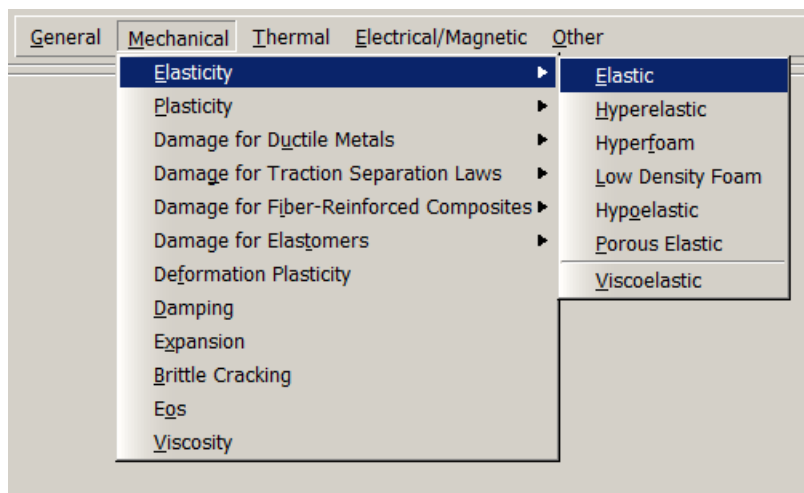 General Mechanical Thermal Electrical/Magnetic Other
Elasticity
Plasticity
Damage for Ductile Metals
Damage for Traction Separation Laws
Damage for Fiber-Reinforced Composites
Damage for Elastomers
Deformation Plasticity
Damping
Expansion
Brittle Cracking
Eos
Viscosity
Elastic
Hyperelastic
Hyperfoam
Low Density Foam
Hypoelastic
Porous Elastic
Viscoelastic